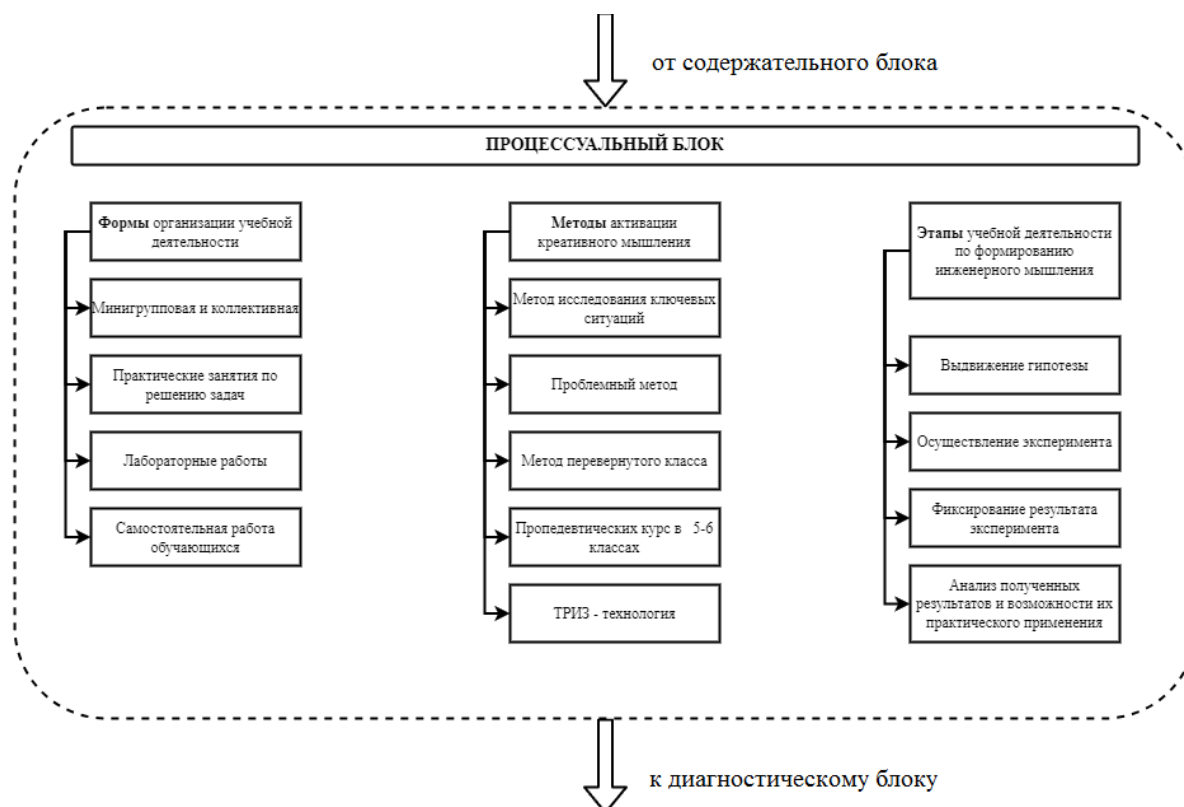 от содержательного блока
ПРОЦЕССУАЛЬНЫЙ БЛОК
Формы организации учебной
деятельности
Минигрупповая и коллективная
Практические занятия по
решению задач
Лабораторные работы
Самостоятельная работа
обучающихся
Методы активации
креативного мышления
Метод исследования ключевых
ситуаций
Проблемный метод
Метод перевернутого класса
Пропедевтических курс в 5-6
классах
ТРИЗ - технология
Этапы учебной деятельности
по формированию
инженерного мышления
Выдвижение гипотезы
Осуществление эксперимента
Фиксирование результата
эксперимента
Анализ полученных
результатов и возможности их
практического применения
к диагностическому блоку